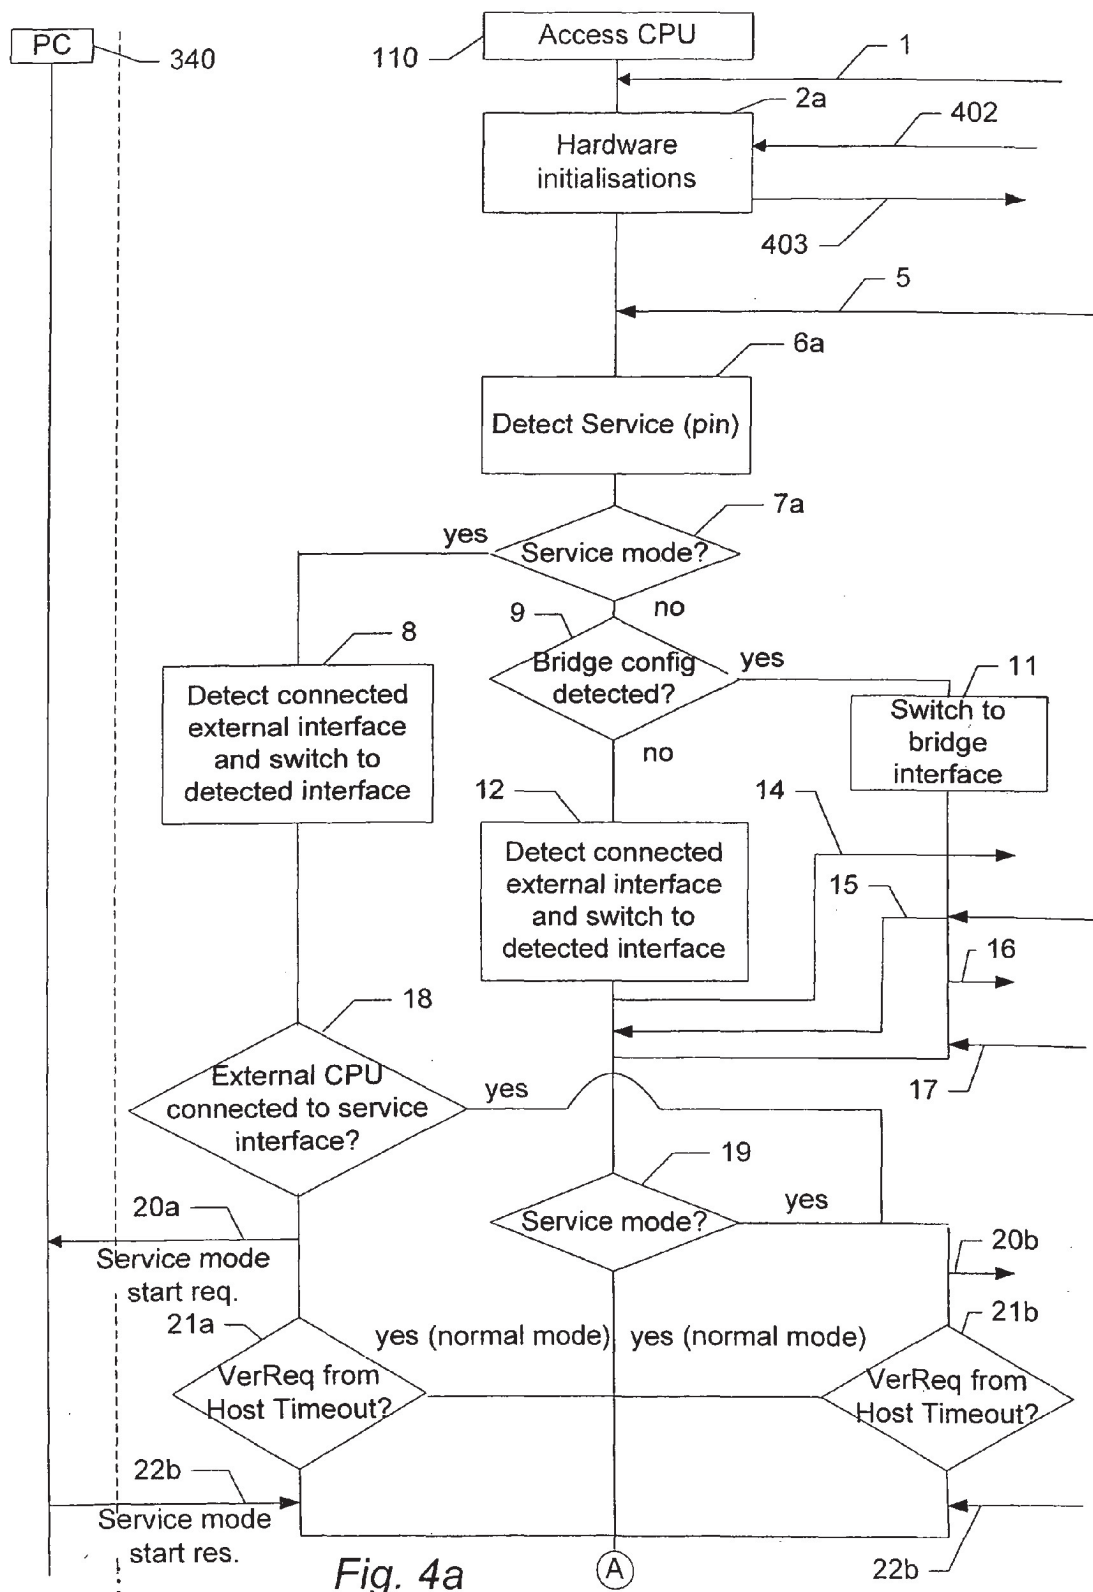 PC
340
110
Access CPU
1
2a
402
Hardware
initialisations
403
5
6a
Detect Service (pin)
7a
yes
Service mode?
no
9
8
Bridge config
detected?
yes
11
Detect connected
external interface
and switch to
detected interface
Switch to
bridge
interface
no
12
14
Detect connected
external interface
and switch to
detected interface
15
16
18
17
External CPU
connected to service
interface?
yes
19
Service mode?
yes
20a
Service mode
start req.
20b
21a
yes (normal mode)
yes (normal mode)
21b
VerReq from
Host Timeout?
VerReq from
Host Timeout?
22b
Service mode
start res.
22b
Fig. 4a
A